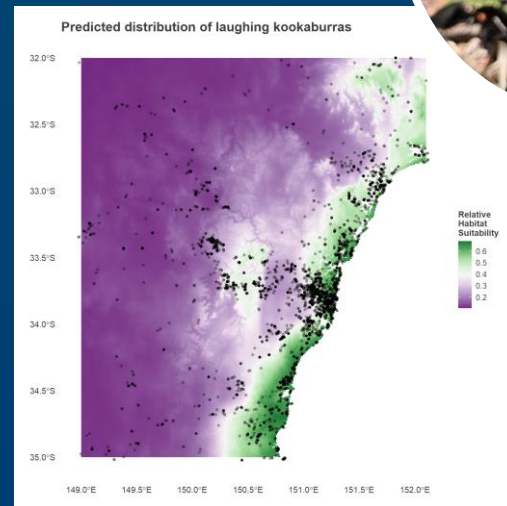 Predicted distribution of laughing kookaburras
32.0°S
32.5°S
33.0°S
33.5°S
34.0°S
34.5°S
35.0°S
149.0°E 149.5°E 150.0°E 150.5°E 151.0°E 151.5°E 152.0°E
Relative
Habitat
Suitability
0.6
0.5
0.4
0.3
0.2